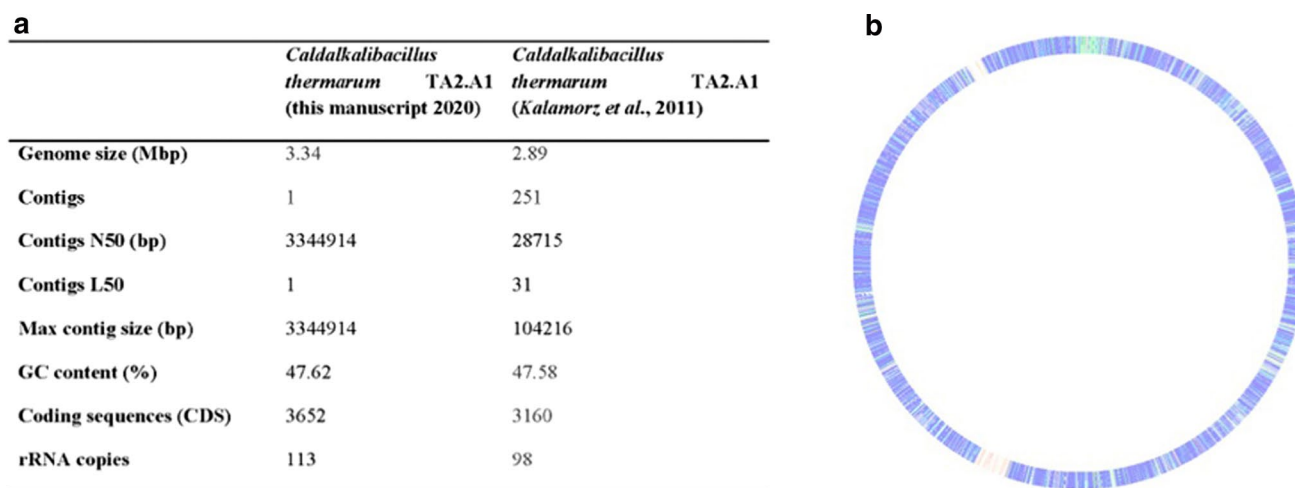 a
b
Caldalkalibacillus Caldalkalibacillus
thermarum TA2.A1 thermarum TA2.A1
(this manuscript 2020) (Kalamorz et al., 2011)
Genome size (Mbp) 3.34 2.89
Contigs 1 251
Contigs N50 (bp) 3344914 28715
Contigs L50 1 31
Max contig size (bp) 3344914 104216
GC content (%) 47.62 47.58
Coding sequences (CDS) 3652 3160
rRNA copies 113 98